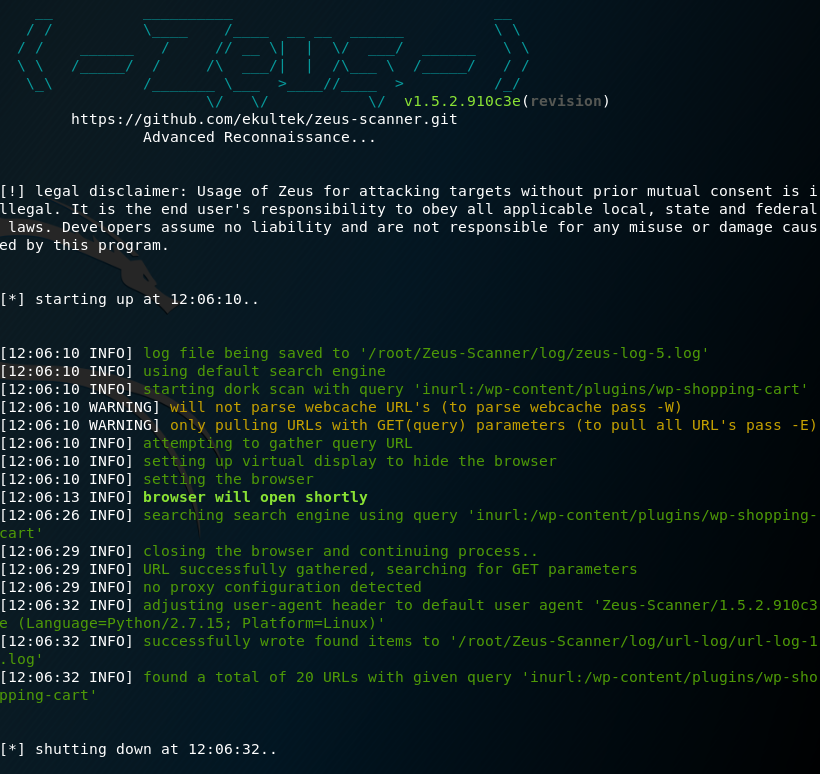 v1.5.2.910c3e(revision)
https://github.com/ekultek/zeus-scanner.git
Advanced Reconnaissance...
[!] legal disclaimer: Usage of Zeus for attacking targets without prior mutual consent is i
llegal. It is the end user's responsibility to obey all applicable local, state and federal
 laws. Developers assume no liability and are not responsible for any misuse or damage caus
ed by this program.
[*] starting up at 12:06:10..
[12:06:10 INFO] log file being saved to '/root/Zeus-Scanner/log/zeus-log-5.log'
[12:06:10 INFO] using default search engine
[12:06:10 INFO] starting dork scan with query 'inurl:/wp-content/plugins/wp-shopping-cart'
[12:06:10 WARNING] will not parse webcache URL's (to parse webcache pass -W)
[12:06:10 WARNING] only pulling URLs with GET(query) parameters (to pull all URL's pass -E)
[12:06:10 INFO] attempting to gather query URL
[12:06:10 INFO] setting up virtual display to hide the browser
[12:06:10 INFO] setting the browser
[12:06:13 INFO] browser will open shortly
[12:06:26 INFO] searching search engine using query 'inurl:/wp-content/plugins/wp-shopping-
cart'
[12:06:29 INFO] closing the browser and continuing process..
[12:06:29 INFO] URL successfully gathered, searching for GET parameters
[12:06:29 INFO] no proxy configuration detected
[12:06:32 INFO] adjusting user-agent header to default user agent 'Zeus-Scanner/1.5.2.910c3
e (Language=Python/2.7.15; Platform=Linux)'
[12:06:32 INFO] successfully wrote found items to '/root/Zeus-Scanner/log/url-log/url-log-1
.log'
[12:06:32 INFO] found a total of 20 URLs with given query 'inurl:/wp-content/plugins/wp-sho
pping-cart'
[*] shutting down at 12:06:32..